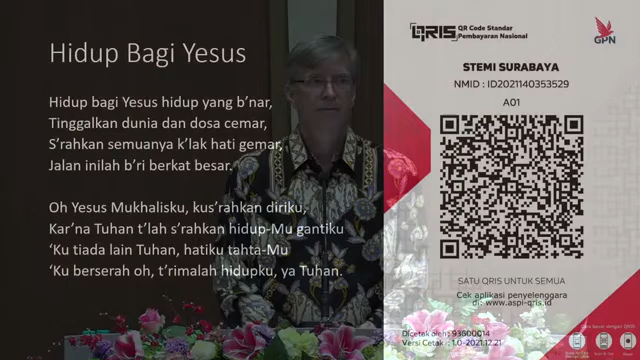 Hidup Bagi Yesus
Hidup bagi Yesus hidup yang b’nar,
Tinggalkan dunia dan dosa cemar,
S’rahkan semuanya k’lak hati gemar,
Jalan inilah b’ri berkat besar.
Oh Yesus Mukhalisku, kus’rahkan diriku,
Kar’na Tuhan t’lah s’rahkan hidup-Mu gantiku
‘Ku tiada lain Tuhan, hatiku tahta-Mu
‘Ku berserah oh, t’rimalah hidupku, ya Tuhan.
QRIS
QR Code Standar
Pembayaran Nasional
GPN
STEMI SURABAYA
NMID : ID2021140353529
A01
SATU QRIS UNTUK SEMUA
Cek aplikasi penyelenggara
di: www.aspi-qris.id
Dicetak oleh : 93600014
Versi Cetak : 1.0-2021.12.21